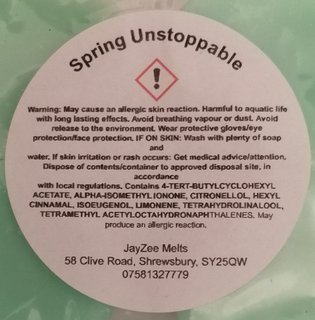 Spring Unstoppable
!
Warning: May cause an allergic skin reaction. Harmful to aquatic life
with long lasting effects. Avoid breathing vapour or dust. Avoid
release to the environment. Wear protective gloves/eye
protection/face protection. IF ON SKIN: Wash with plenty of soap
and
water. If skin irritation or rash occurs: Get medical advice/attention.
Dispose of contents/container to approved disposal site, in
accordance
with local regulations. Contains 4-TERT-BUTYLCYCLOHEXYL
ACETATE, ALPHA-ISOMETHYL IONONE, CITRONELLOL, HEXYL
CINNAMAL, ISOEUGENOL, LIMONENE, TETRAHYDROLINALOOL,
TETRAMETHYL ACETYLOCTAHYDRONAPHTHALENES. May
produce an allergic reaction.
JayZee Melts
58 Clive Road, Shrewsbury, SY25QW
07581327779